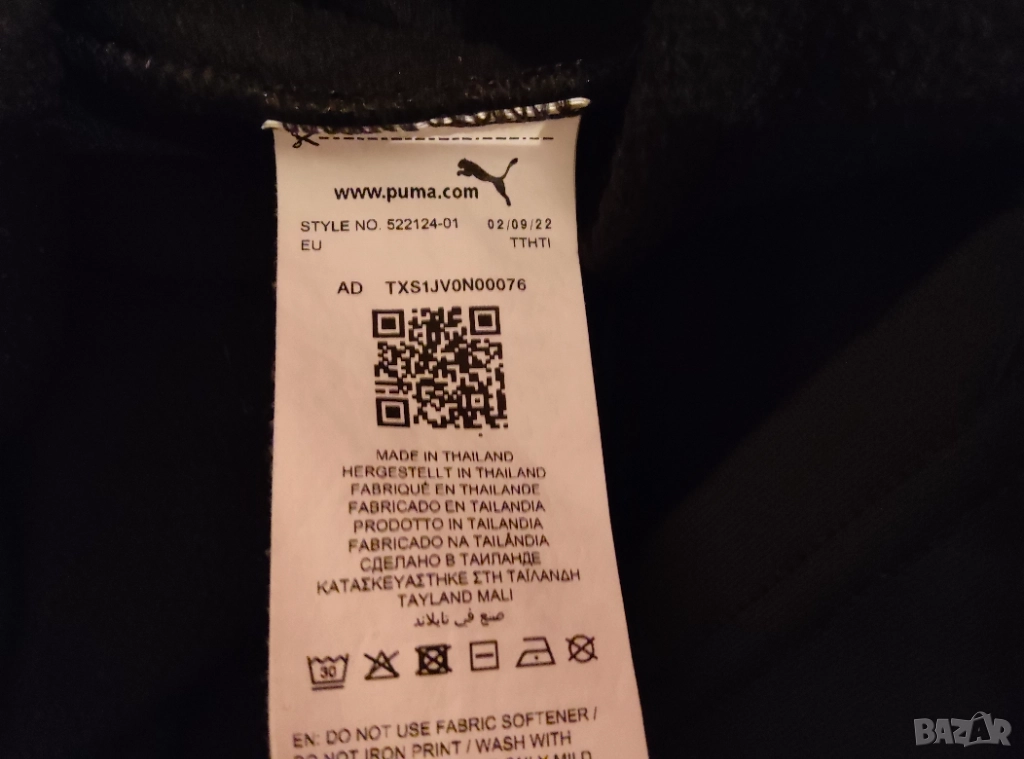 www.puma.com
STYLE NO. 522124-01 02/09/22
EU TTHTI
AD TXS1JV0N00076
MADE IN THAILAND
HERGESTELLT IN THAILAND
FABRIQUÉ EN THAILANDE
FABRICADO EN TAILANDIA
PRODOTTO IN TAILANDIA
FABRICADO NA TAILÂNDIA
СДЕЛАНО В ТАИЛАНДЕ
ΚΑΤΑΣΚΕΥΑΣΤΗΚΕ ΣΤΗ ΤΑΪΛΑΝΔΗ
TAYLAND MALI
صنع في تايلاند
30
EN: DO NOT USE FABRIC SOFTENER /
DO NOT IRON PRINT / WASH WITH
ONLY MILD
BAZAR